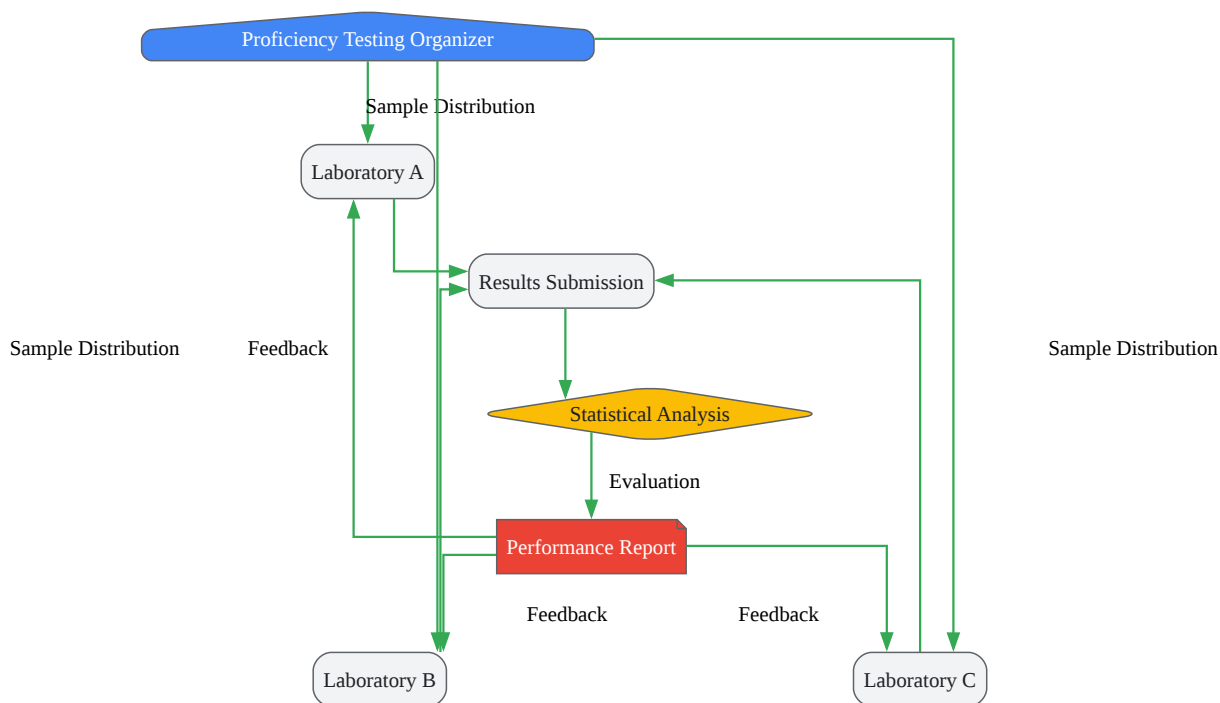 Proficiency Testing Organizer
Sample Distribution
Laboratory A
Results Submission
Sample Distribution
Feedback
Sample Distribution
Statistical Analysis
Evaluation
Performance Report
Feedback
Feedback
Laboratory B
Laboratory C